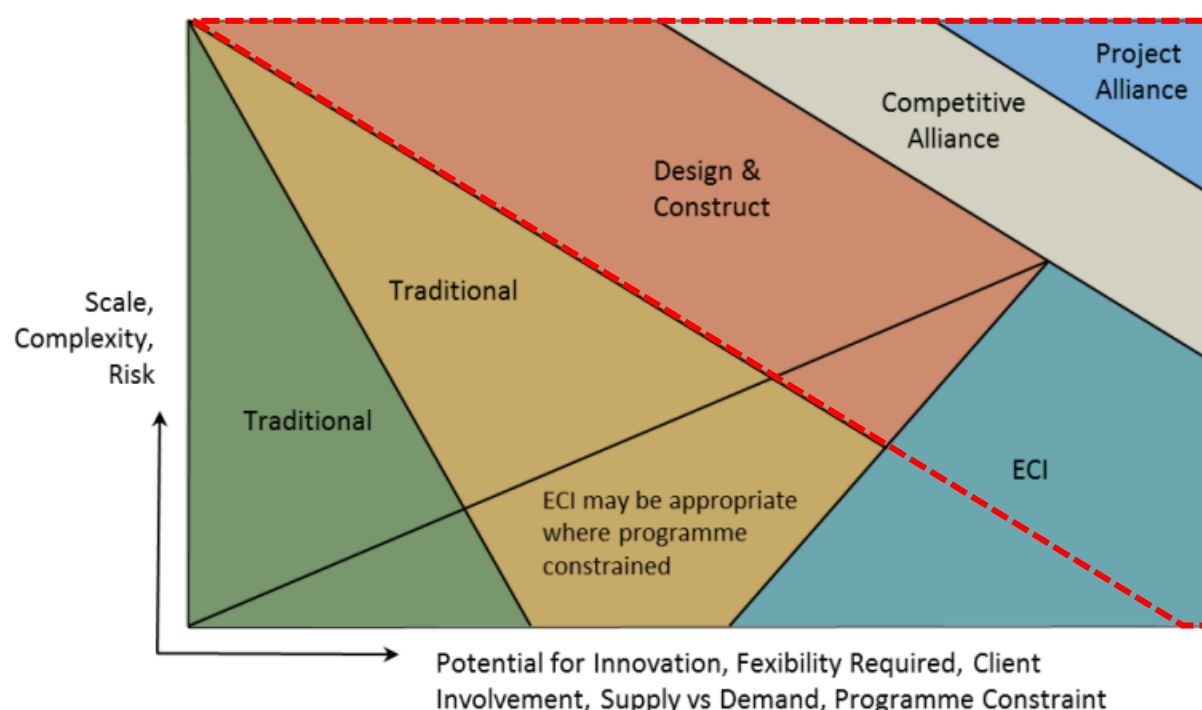 Project
Alliance
Competitive
Alliance
Design &
Construct
Traditional
Scale,
Complexity,
Risk
Traditional
ECI
ECI may be appropriate
where programme
constrained
Potential for Innovation, Fexibility Required, Client
Involvement, Supply vs Demand, Programme Constraint